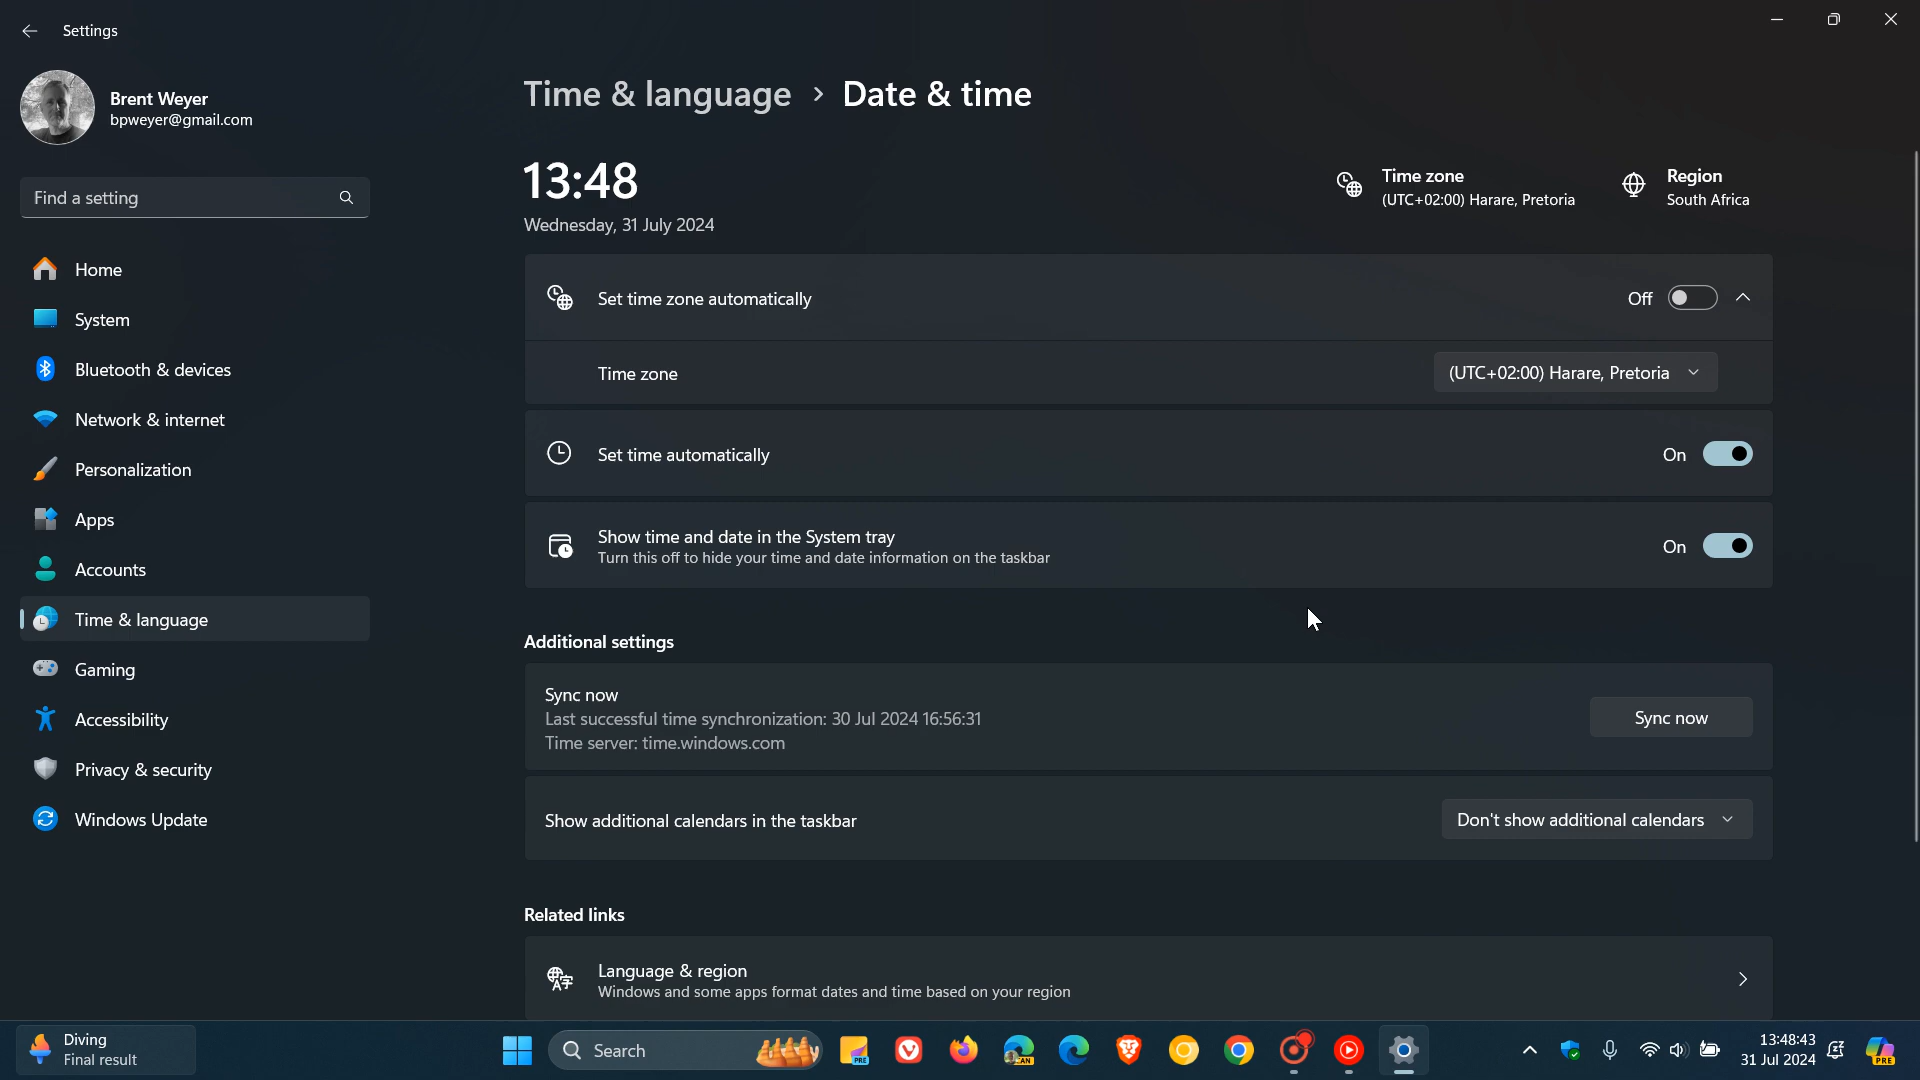 Settings
Brent Weyer
bpweyer@gmail.com
Find a setting
Home
System
Bluetooth & devices
Network & internet
Personalization
Apps
Accounts
Time & language
Gaming
Accessibility
Privacy & security
Windows Update
Time & language > Date & time
13:48
Wednesday, 31 July 2024
Time zone
(UTC+02:00) Harare, Pretoria
Region
South Africa
Set time zone automatically
Off
Time zone
(UTC+02:00) Harare, Pretoria
Set time automatically
On
Show time and date in the System tray
Turn this off to hide your time and date information on the taskbar
On
Additional settings
Sync now
Last successful time synchronization: 30 Jul 2024 16:56:31
Time server: time.windows.com
Sync now
Show additional calendars in the taskbar
Don't show additional calendars
Related links
Language & region
Windows and some apps format dates and time based on your region
Diving
Final result
Search
PRE
CAN
13:48:43
31 Jul 2024
PRE